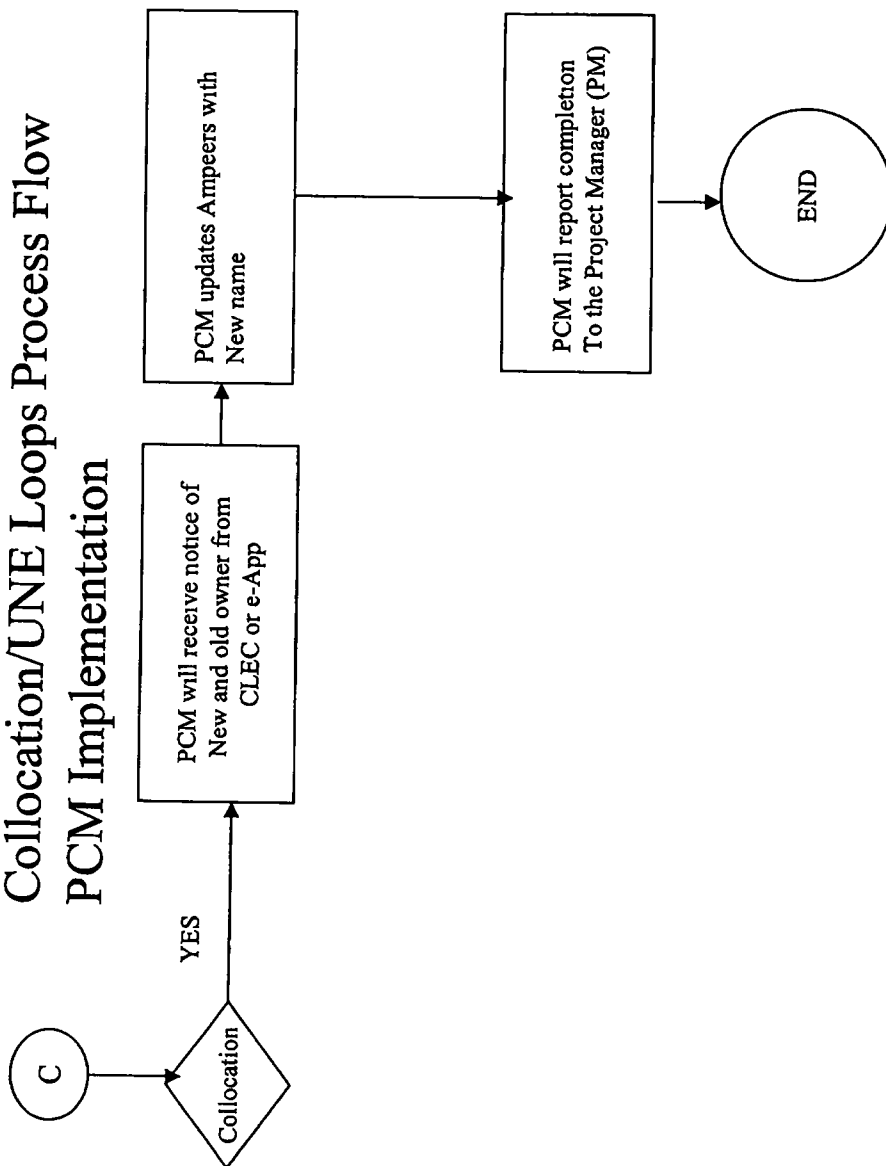 Collocation/UNE Loops Process Flow
PCM Implementation
C
Collocation
YES
PCM will receive notice of
New and old owner from
CLEC or e-App
PCM updates Ampeers with
New name
PCM will report completion
To the Project Manager (PM)
END